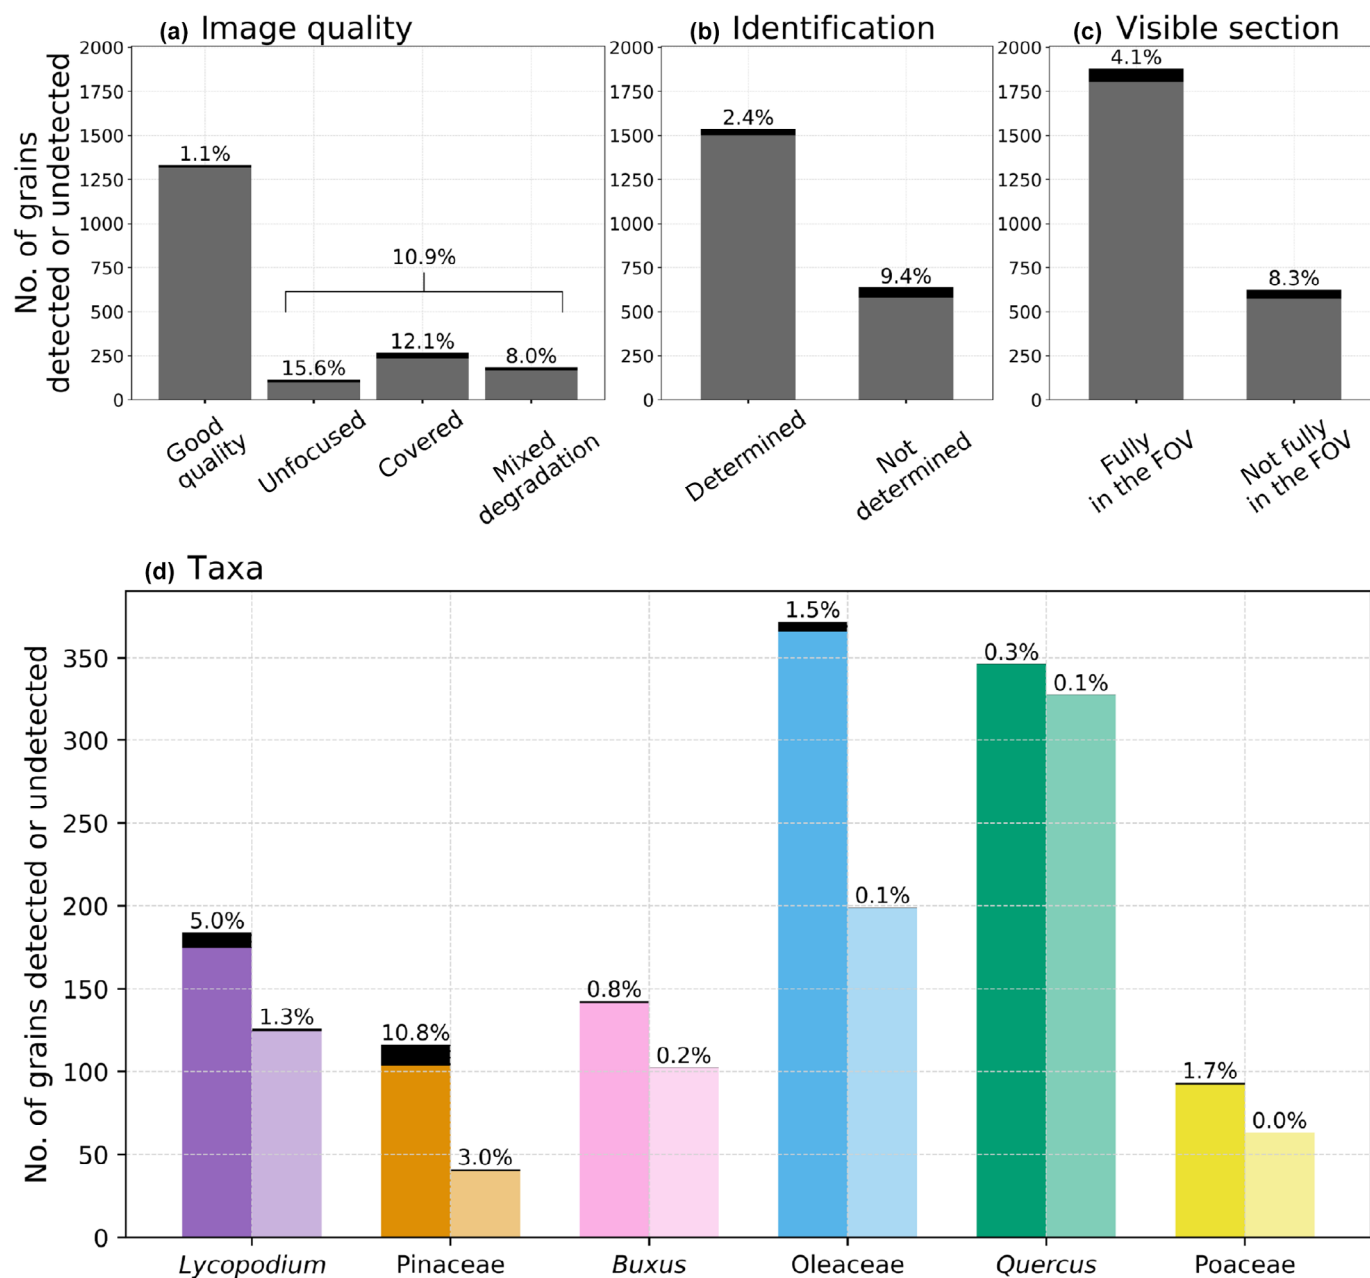 (a) Image quality
(b) Identification
(c) Visible section
No. of grains
detected or undetected
2000
1750
1500
1250
1000
750
500
250
0
1.1%
15.6%
12.1%
8.0%
10.9%
Good
quality
Unfocused
Covered
Mixed
degradation
2000
1750
1500
1250
1000
750
500
250
0
2.4%
9.4%
Determined
Not
determined
2000
1750
1500
1250
1000
750
500
250
0
4.1%
8.3%
Fully
in the FOV
Not fully
in the FOV
(d) Taxa
No. of grains detected or undetected
350
300
250
200
150
100
50
0
5.0%
1.3%
10.8%
3.0%
0.8%
0.2%
1.5%
0.1%
0.3%
0.1%
1.7%
0.0%
Lycopodium
Pinaceae
Buxus
Oleaceae
Quercus
Poaceae